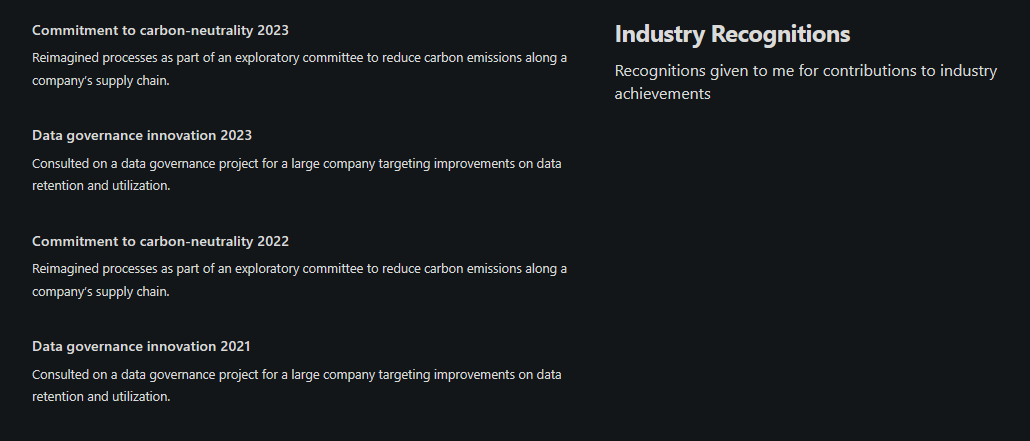 Commitment to carbon-neutrality 2023
Reimagined processes as part of an exploratory committee to reduce carbon emissions along a
company's supply chain.
Data governance innovation 2023
Consulted on a data governance project for a large company targeting improvements on data
retention and utilization.
Commitment to carbon-neutrality 2022
Reimagined processes as part of an exploratory committee to reduce carbon emissions along a
company's supply chain.
Data governance innovation 2021
Consulted on a data governance project for a large company targeting improvements on data
retention and utilization.
Industry Recognitions
Recognitions given to me for contributions to industry
achievements